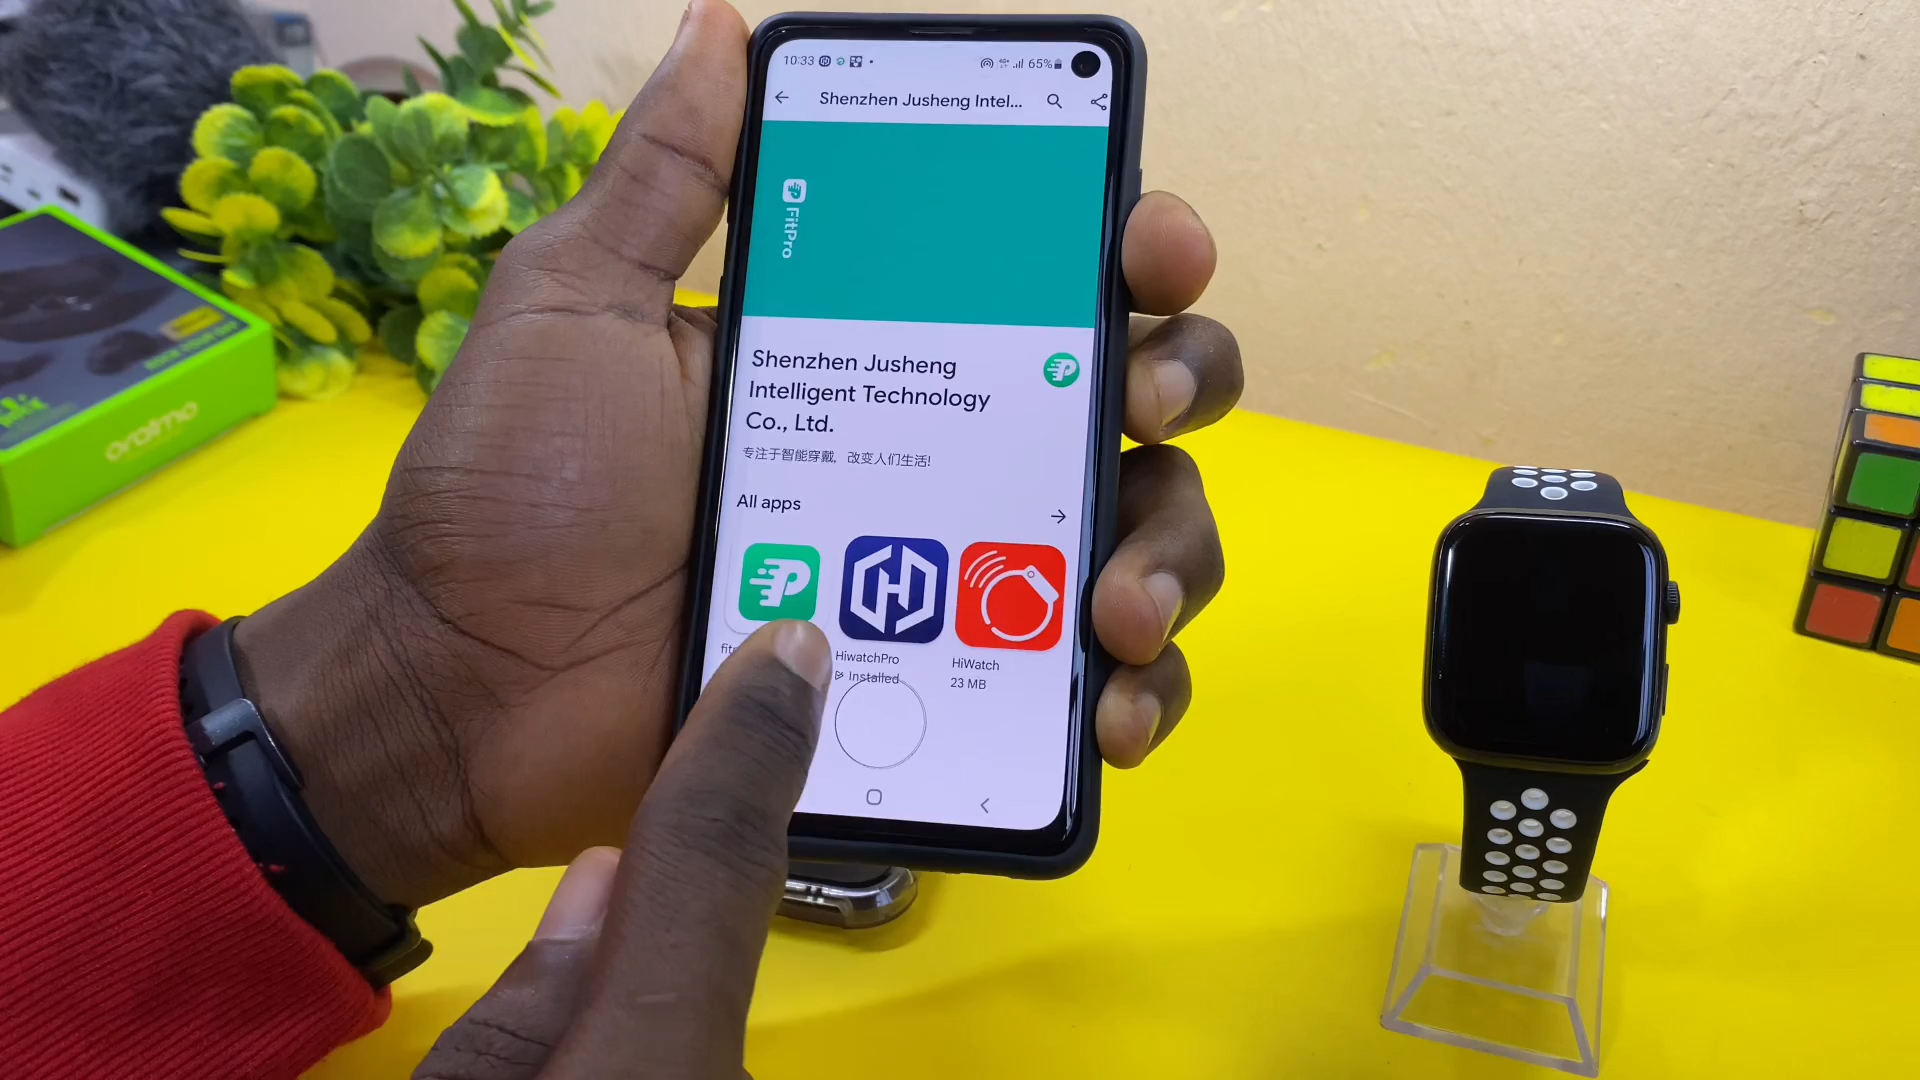 10:33
65%
Shenzhen Jusheng Intel...
FitPro
Shenzhen Jusheng
Intelligent Technology
Co., Ltd.
专注于智能穿戴，改变人们生活!
All apps
HiwatchPro
Installed
HiWatch
23 MB
oraimo